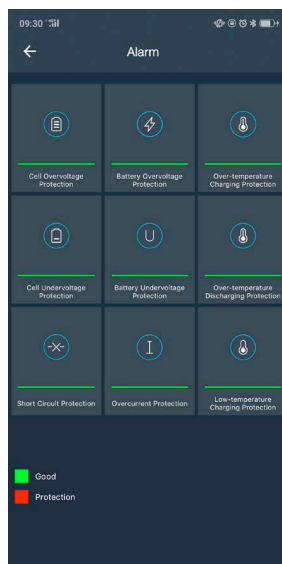 09:30
Alarm
Cell Overvoltage
Protection
Battery Overvoltage
Protection
Over-temperature
Charging Protection
Cell Undervoltage
Protection
Battery Undervoltage
Protection
Over-temperature
Discharging Protection
Short Circult Protection
Overcurrent Protection
Low-temperature
Charging Protection
Good
Protection